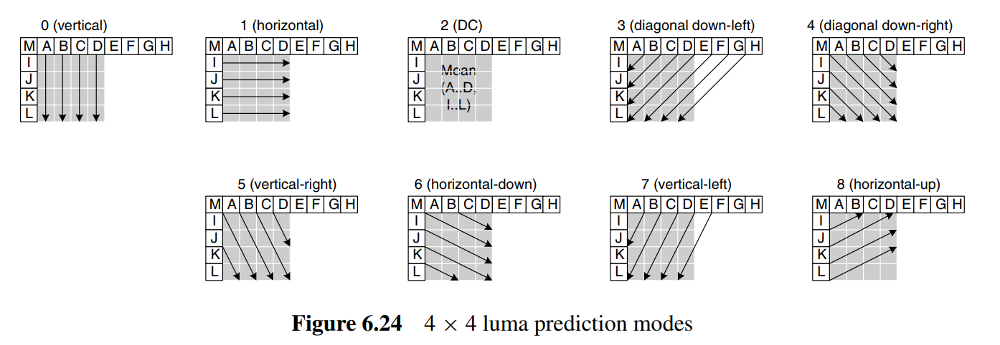 0 (vertical)
M A B C D E F G H
I
J
K
L
1 (horizontal)
M A B C D E F G H
I
J
K
L
2 (DC)
M A B C D E F G H
I
J
K
L
Mean
(A..D,
I..L)
3 (diagonal down-left)
M A B C D E F G H
I
J
K
L
4 (diagonal down-right)
M A B C D E F G H
I
J
K
L
5 (vertical-right)
M A B C D E F G H
I
J
K
L
6 (horizontal-down)
M A B C D E F G H
I
J
K
L
7 (vertical-left)
M A B C D E F G H
I
J
K
L
8 (horizontal-up)
M A B C D E F G H
I
J
K
L
Figure 6.24 4 × 4 luma prediction modes